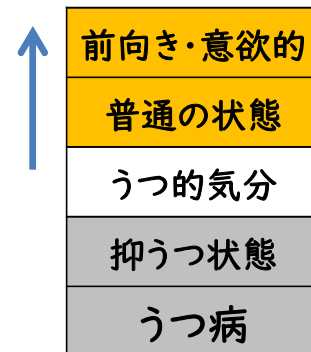 前向き・意欲的
普通の状態
うつ的気分
抑うつ状態
うつ病